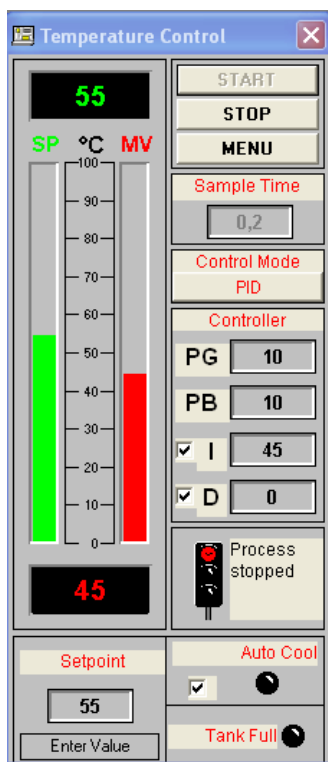 Temperature Control
55
SP °C MV
100
90
80
70
60
50
40
30
20
10
0
45
START
STOP
MENU
Sample Time
0,2
Control Mode
PID
Controller
PG 10
PB 10
I 45
D 0
Process
stopped
Setpoint
55
Enter Value
Auto Cool
Tank Full